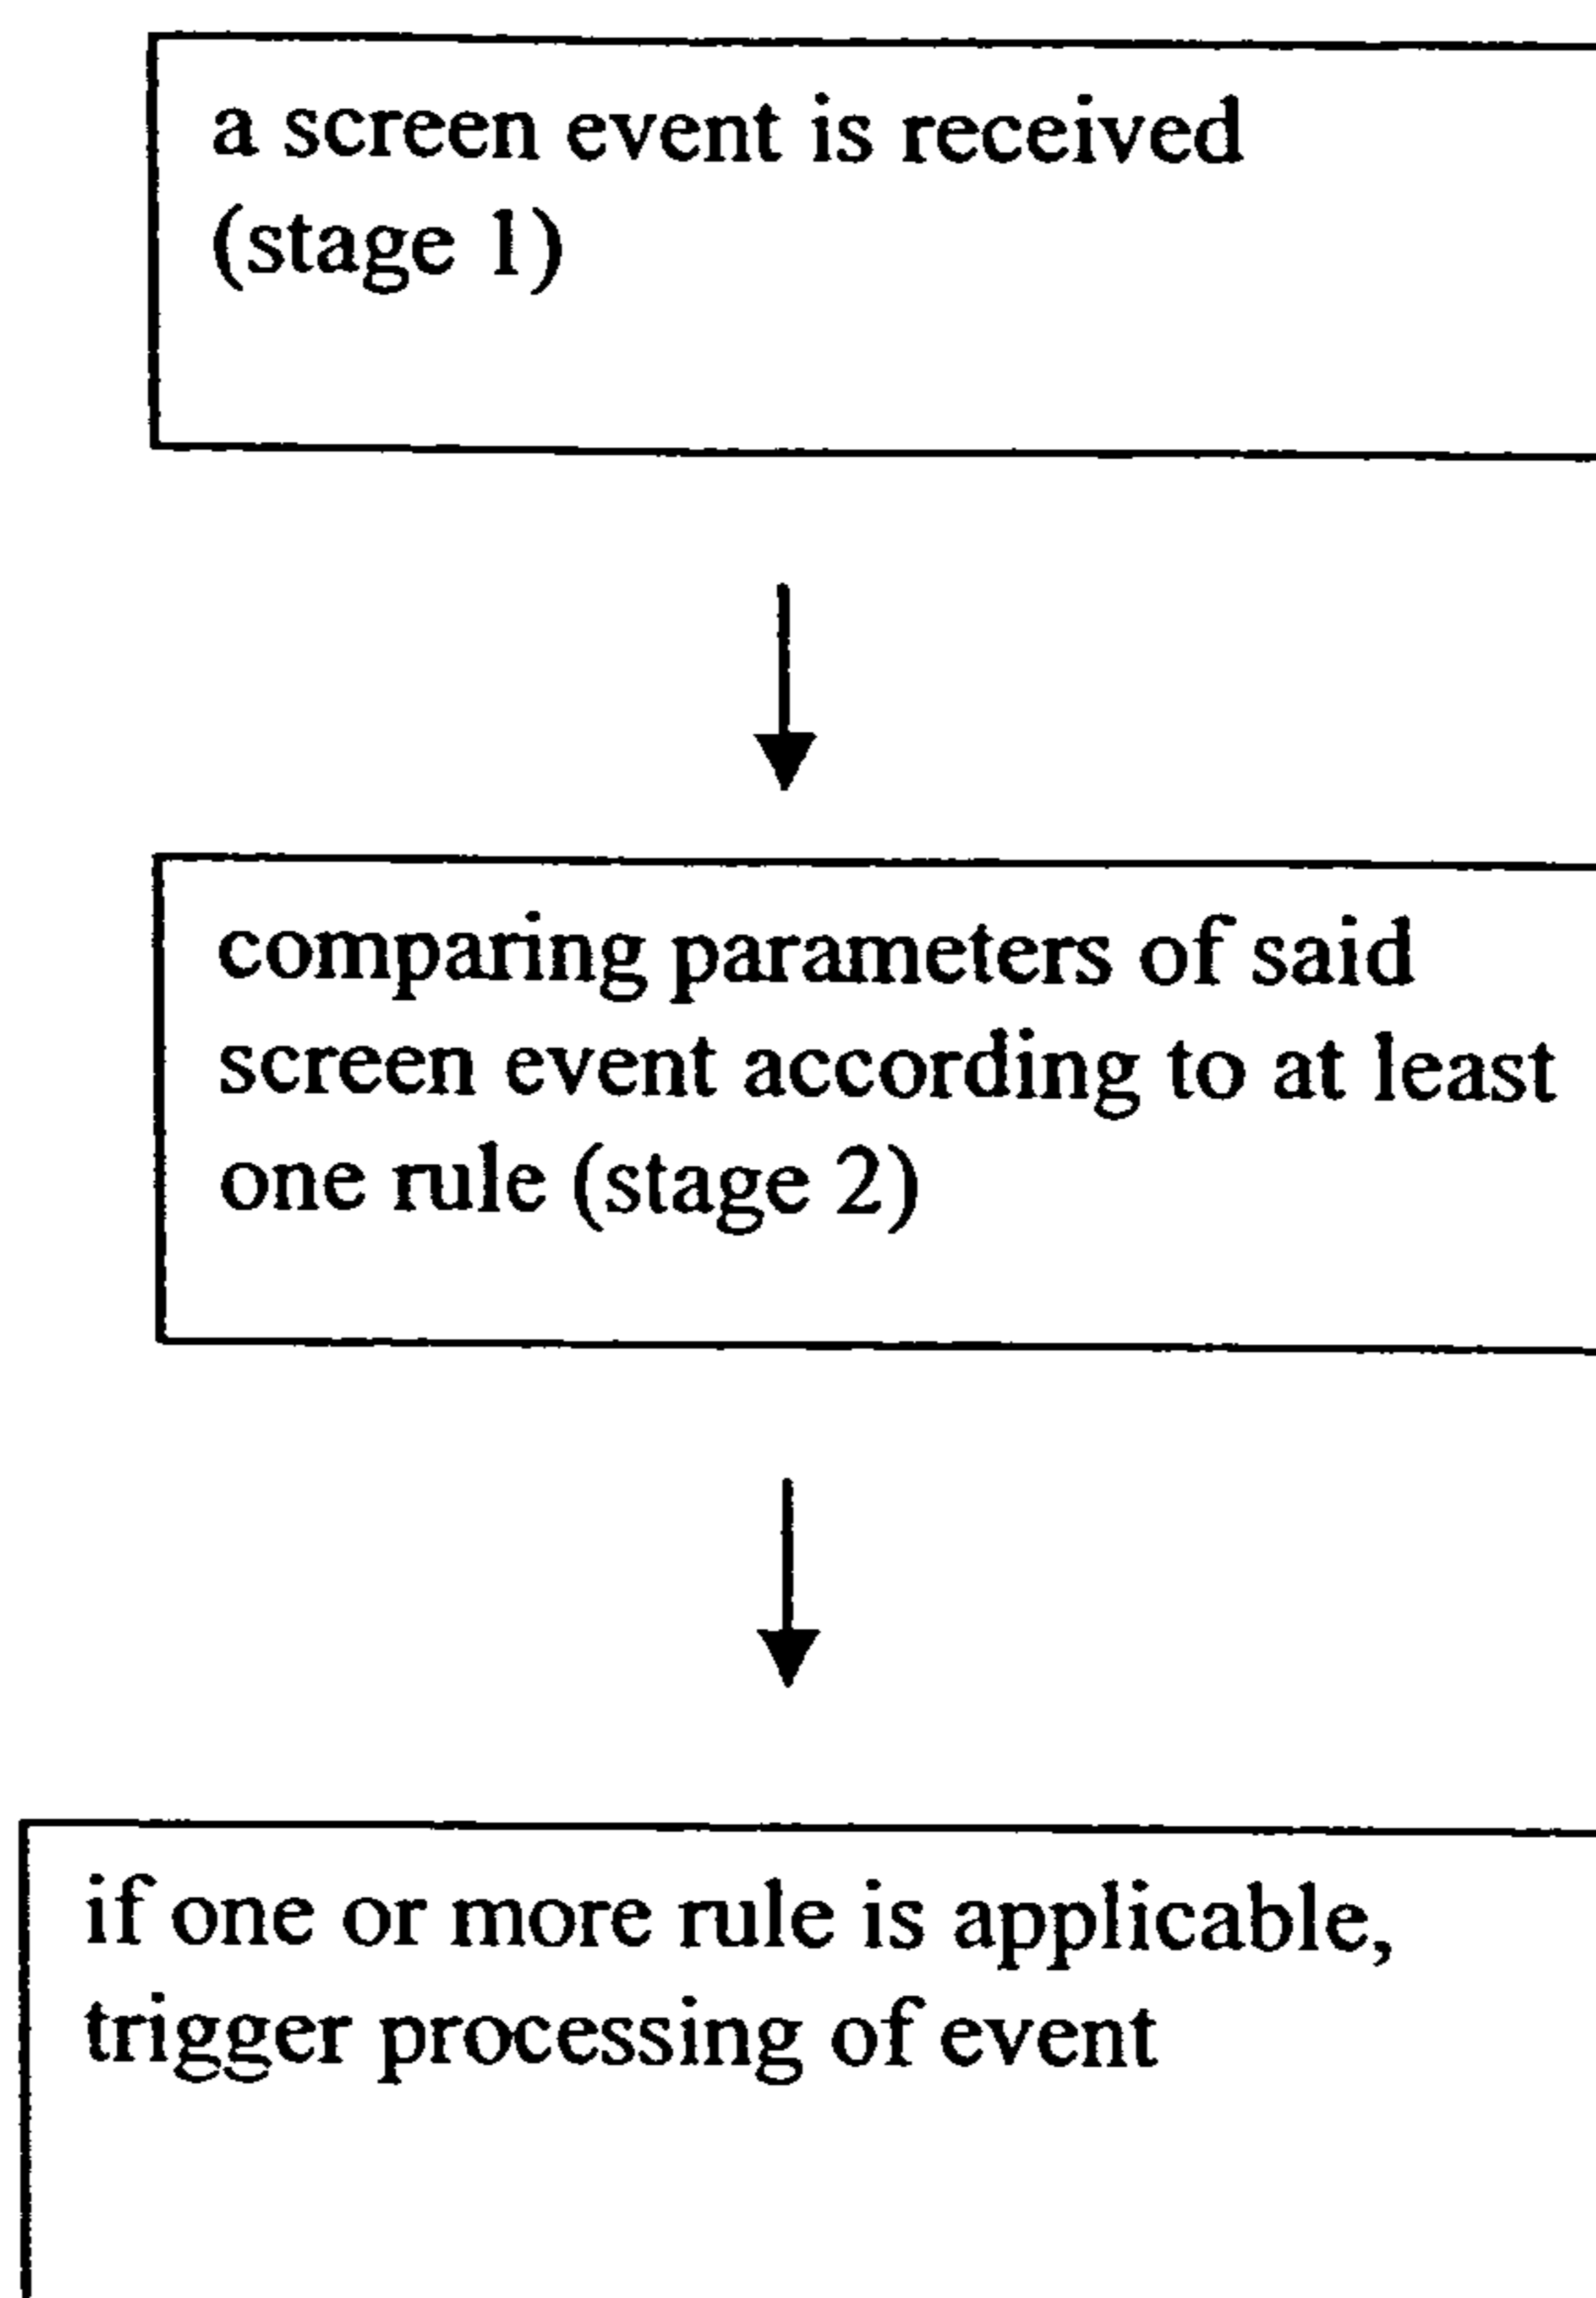 a screen event is received
(stage 1)
comparing parameters of said
screen event according to at least
one rule (stage 2)
if one or more rule is applicable,
trigger processing of event